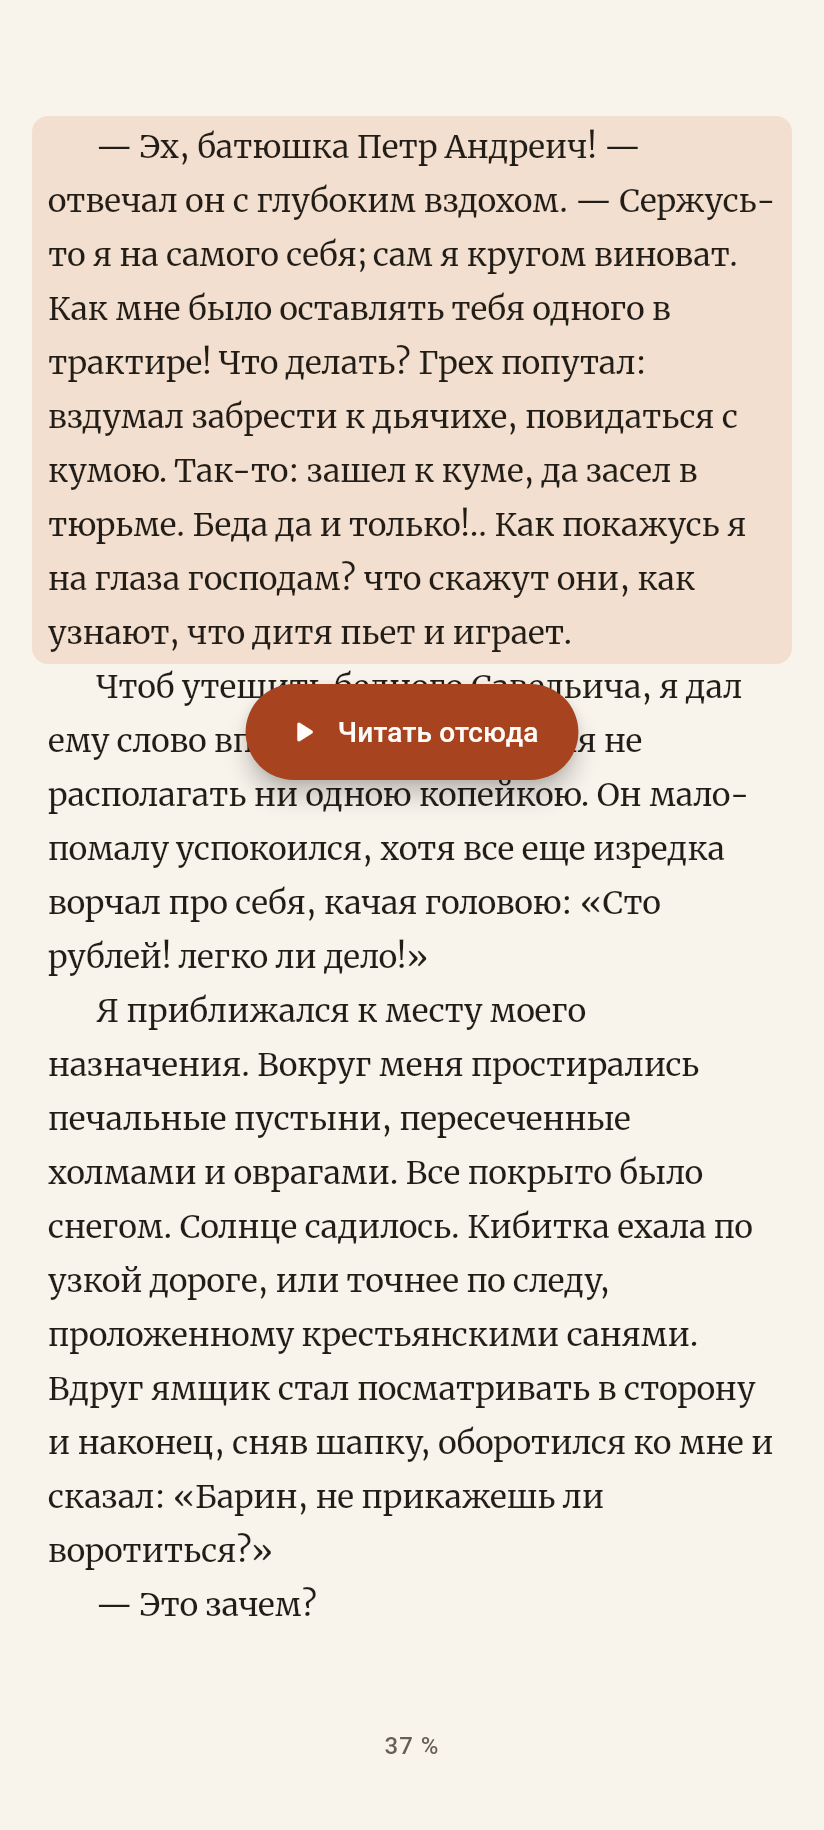 — Эх, батюшка Петр Андреич! —
отвечал он с глубоким вздохом. — Сержусь-
то я на самого себя; сам я кругом виноват.
Как мне было оставлять тебя одного в
трактире! Что делать? Грех попутал:
вздумал забрести к дьячихе, повидаться с
кумою. Так-то: зашел к куме, да засел в
тюрьме. Беда да и только!.. Как покажусь я
на глаза господам? что скажут они, как
узнают, что дитя пьет и играет.
Чтоб утешить бедного Савельича, я дал
ему слово не
Читать отсюда
располагать ни одною копейкою. Он мало-
помалу успокоился, хотя все еще изредка
ворчал про себя, качая головою: «Сто
рублей! легко ли дело!»
Я приближался к месту моего
назначения. Вокруг меня простирались
печальные пустыни, пересеченные
холмами и оврагами. Все покрыто было
снегом. Солнце садилось. Кибитка ехала по
узкой дороге, или точнее по следу,
проложенному крестьянскими санями.
Вдруг ямщик стал посматривать в сторону
и наконец, сняв шапку, оборотился ко мне и
сказал: «Барин, не прикажешь ли
воротиться?»
— Это зачем?
37 %